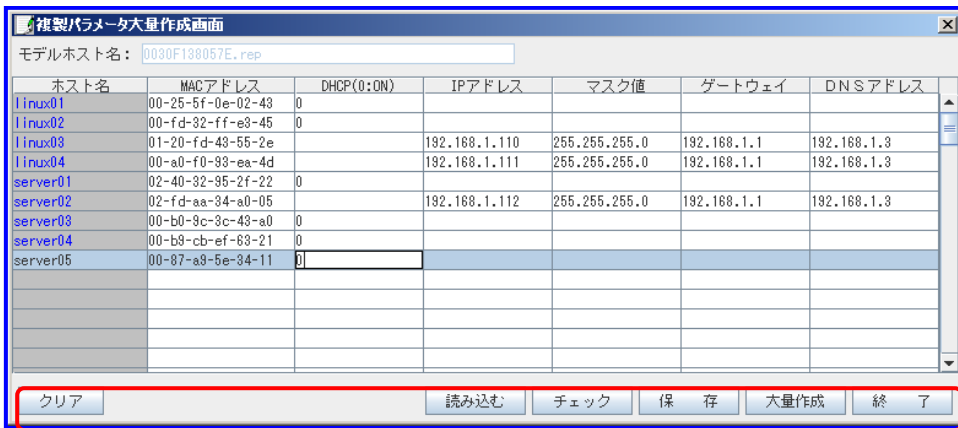 複製パラメータ大量作成画面
モデルホスト名: 0030F138057E.rep
ホスト名 MACアドレス DHCP(0:ON) IPアドレス マスク値 ゲートウェイ DNSアドレス
linux01 00-25-5f-0e-02-43 0
linux02 00-fd-32-ff-e3-45 0
linux03 01-20-fd-43-55-2e 192.168.1.110 255.255.255.0 192.168.1.1 192.168.1.3
linux04 00-a0-f0-93-ea-4d 192.168.1.111 255.255.255.0 192.168.1.1 192.168.1.3
server01 02-40-32-95-2f-22 0
server02 02-fd-aa-34-a0-05 192.168.1.112 255.255.255.0 192.168.1.1 192.168.1.3
server03 00-b0-9c-3c-43-a0 0
server04 00-b9-cb-ef-63-21 0
server05 00-87-a9-5e-34-11 0
クリア 読み込む チェック 保 存 大量作成 終 了